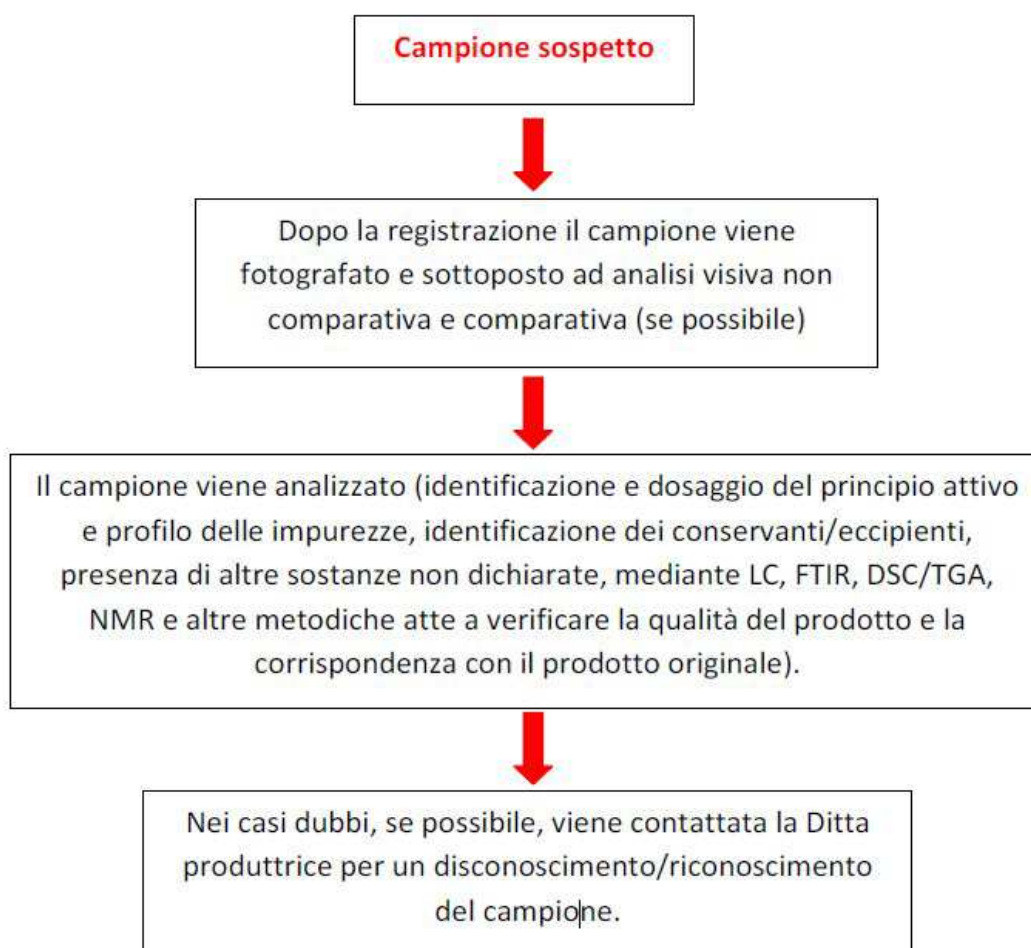 Campione sospetto
Dopo la registrazione il campione viene
fotografato e sottoposto ad analisi visiva non
comparativa e comparativa (se possibile)
Il campione viene analizzato (identificazione e dosaggio del principio attivo
e profilo delle impurezze, identificazione dei conservanti/eccipienti,
presenza di altre sostanze non dichiarate, mediante LC, FTIR, DSC/TGA,
NMR e altre metodiche atte a verificare la qualità del prodotto e la
corrispondenza con il prodotto originale).
Nei casi dubbi, se possibile, viene contattata la Ditta
produttrice per un disconoscimento/riconoscimento
del campione.